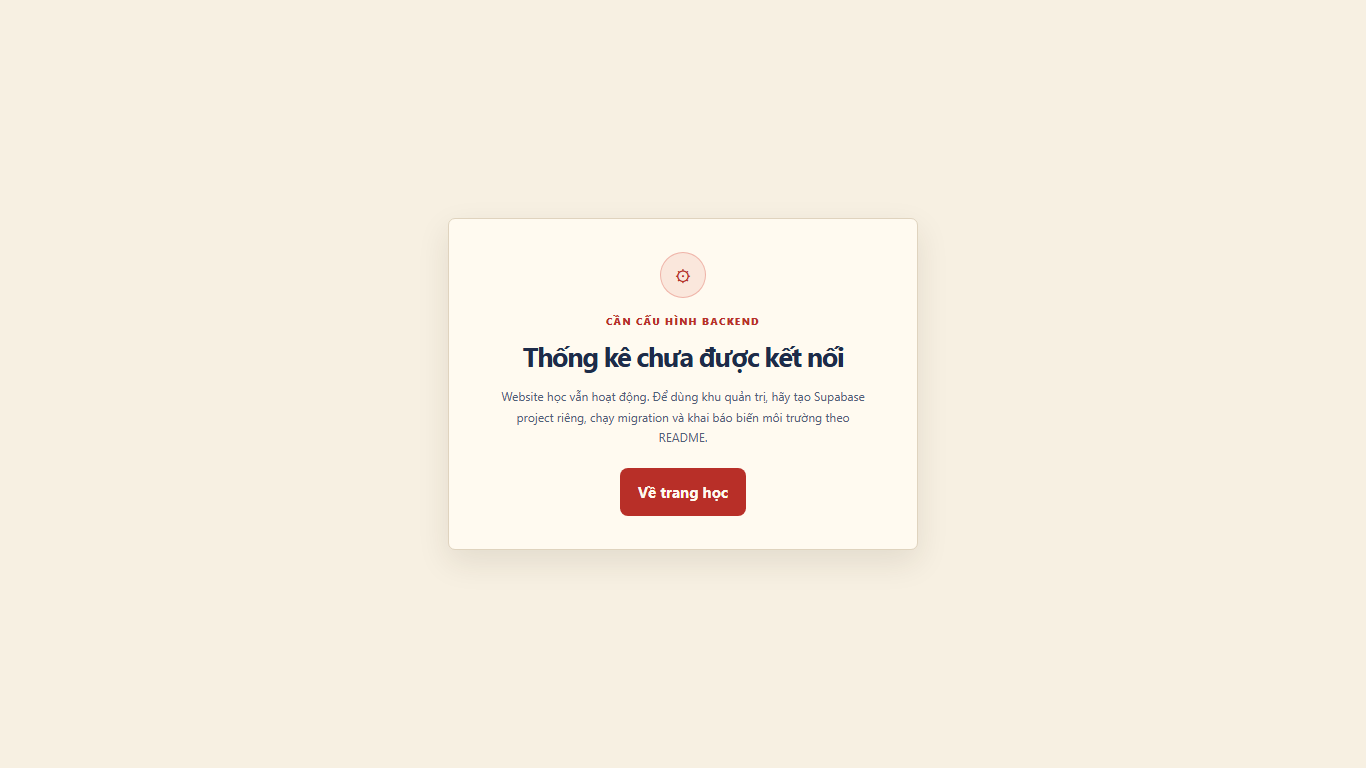 CẦN CẤU HÌNH BACKEND
Thống kê chưa được kết nối
Website học vẫn hoạt động. Để dùng khu quản trị, hãy tạo Supabase
project riêng, chạy migration và khai báo biến môi trường theo
README.
Về trang học